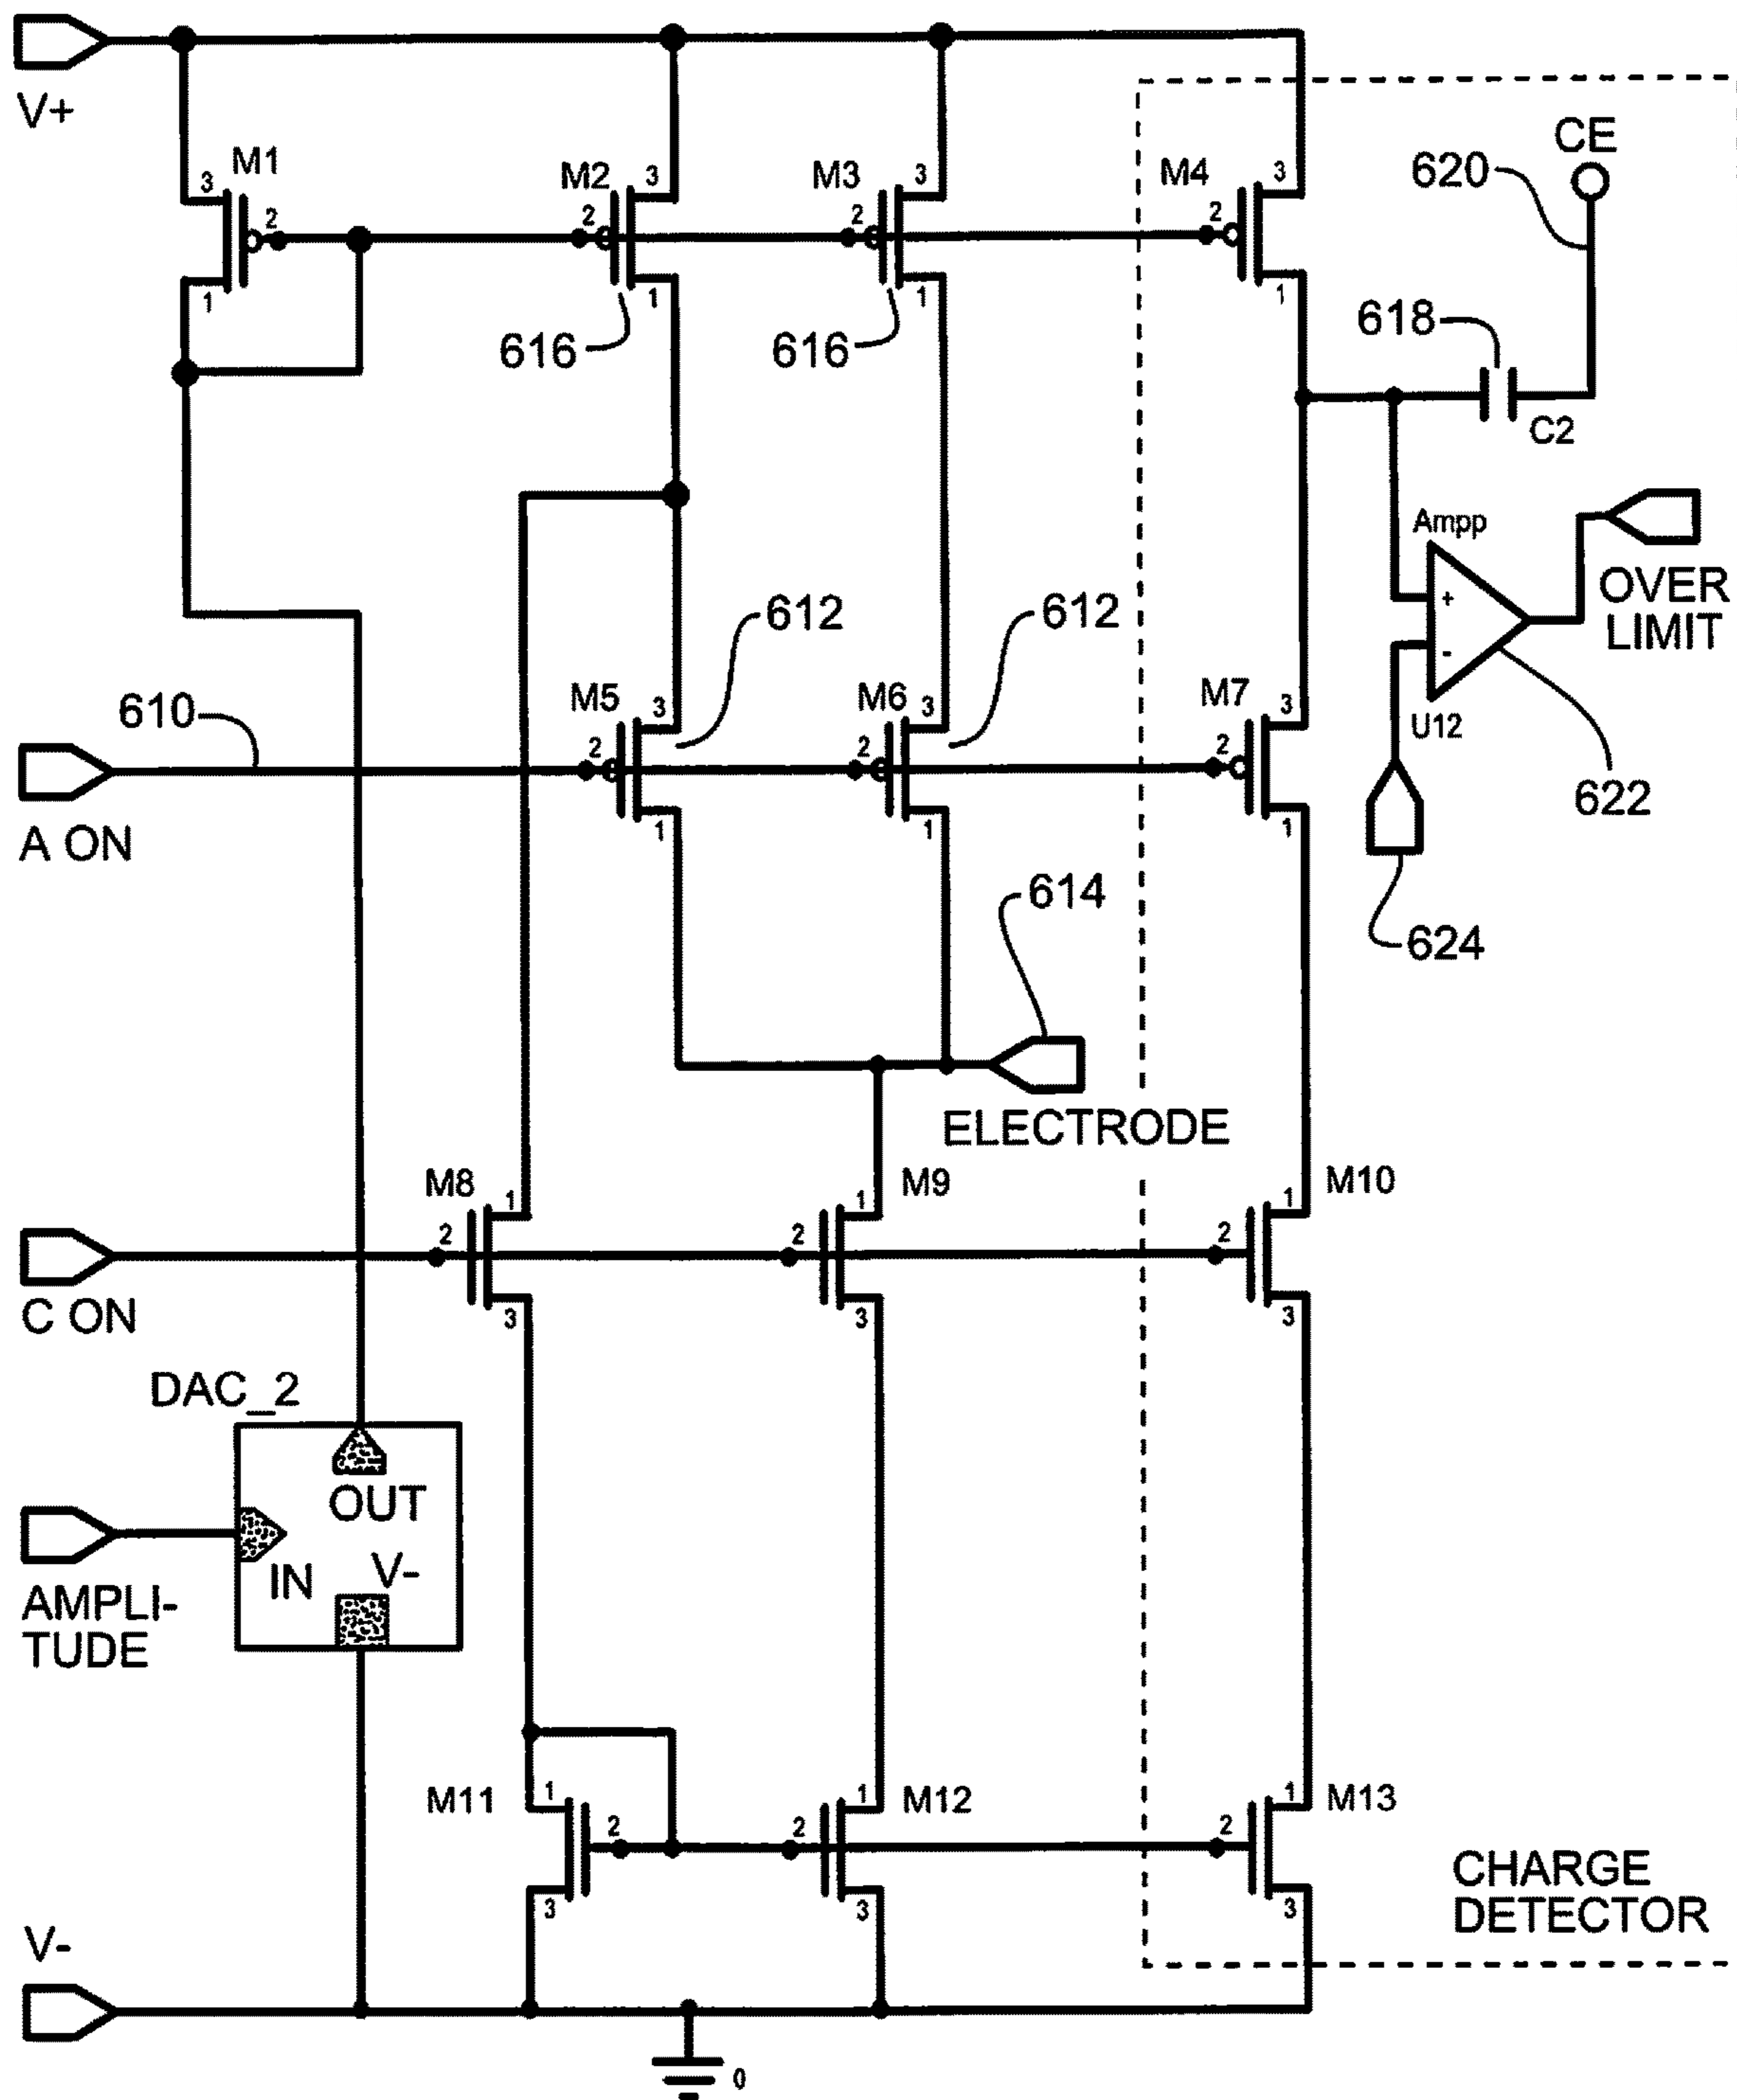 V+
M1
3
2
1
M2
3
2
1
616
M3
3
2
1
616
M4
3
2
1
CE
620
618
C2
Ampp
+
-
U12
OVER
LIMIT
622
624
610
A ON
M5
3
2
1
612
M6
3
2
1
612
M7
3
2
1
614
ELECTRODE
C ON
M8
1
2
3
M9
1
2
3
M10
1
2
3
DAC_2
OUT
IN
V-
AMPLI-
TUDE
M11
1
2
3
M12
1
2
3
M13
1
2
3
CHARGE
DETECTOR
V-
0